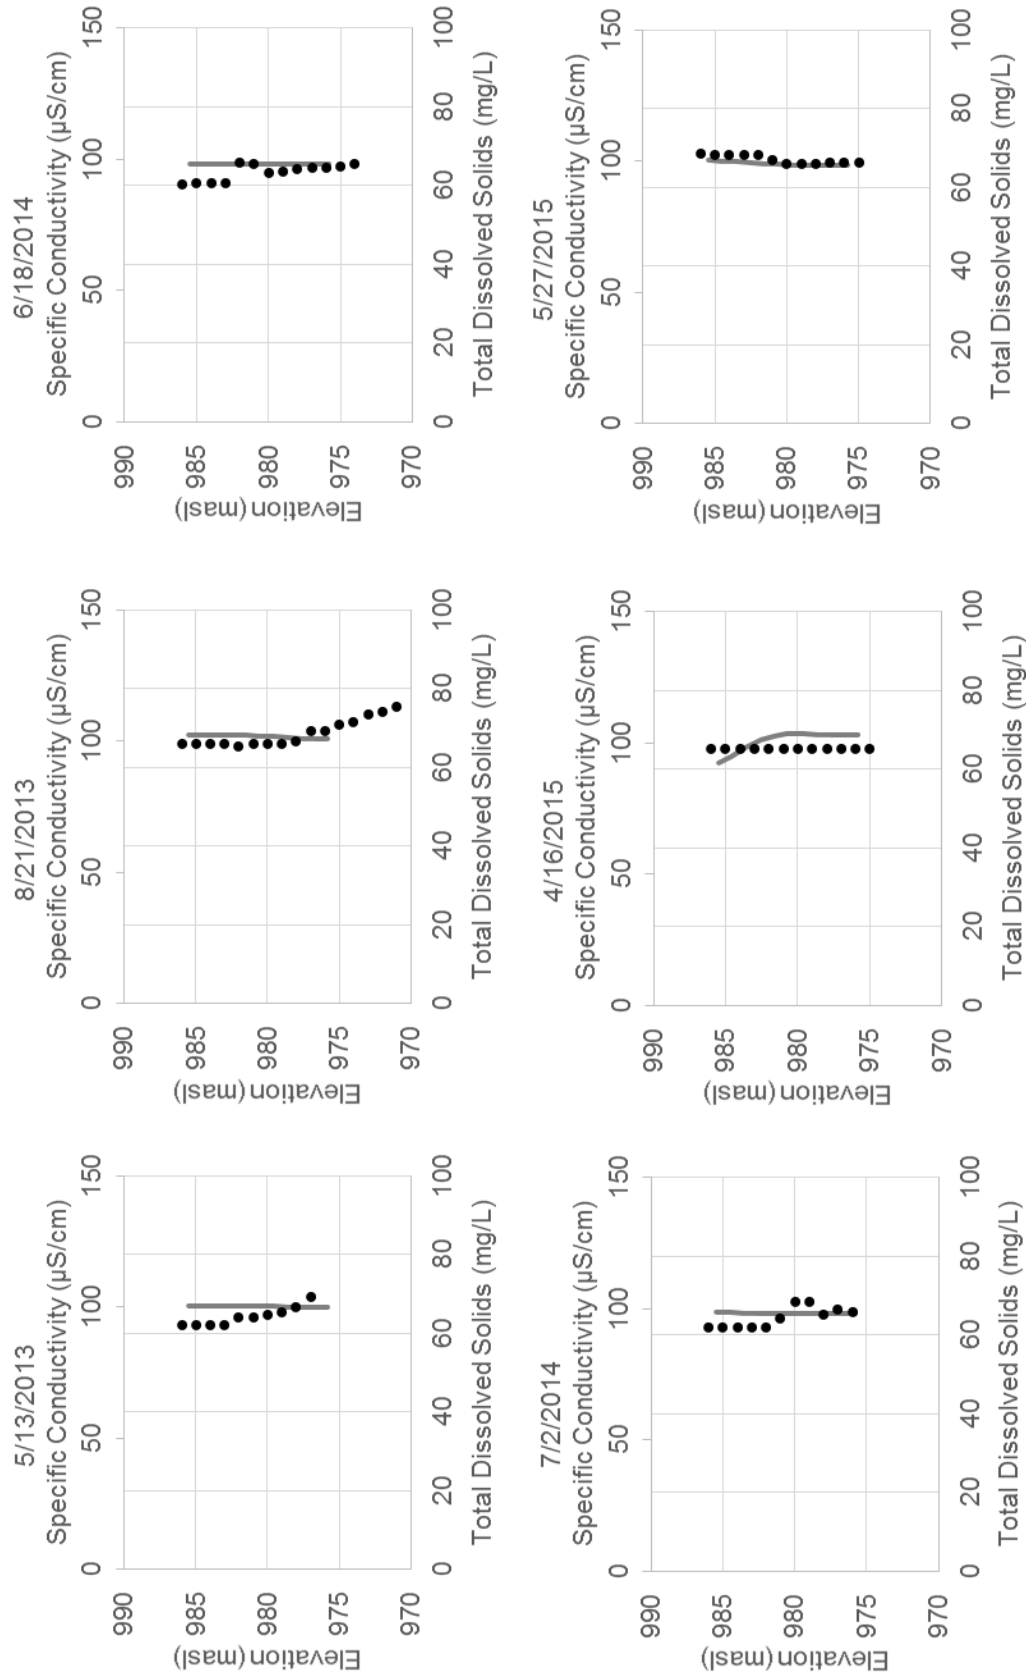 5/13/2013
Specific Conductivity (µS/cm)
0 50 100 150
990
985
980
975
970
Elevation (masl)
0 20 40 60 80 100
Total Dissolved Solids (mg/L)
8/21/2013
Specific Conductivity (µS/cm)
0 50 100 150
990
985
980
975
970
Elevation (masl)
0 20 40 60 80 100
Total Dissolved Solids (mg/L)
6/18/2014
Specific Conductivity (µS/cm)
0 50 100 150
990
985
980
975
970
Elevation (masl)
0 20 40 60 80 100
Total Dissolved Solids (mg/L)
7/2/2014
Specific Conductivity (µS/cm)
0 50 100 150
990
985
980
975
970
Elevation (masl)
0 20 40 60 80 100
Total Dissolved Solids (mg/L)
4/16/2015
Specific Conductivity (µS/cm)
0 50 100 150
990
985
980
975
970
Elevation (masl)
0 20 40 60 80 100
Total Dissolved Solids (mg/L)
5/27/2015
Specific Conductivity (µS/cm)
0 50 100 150
990
985
980
975
970
Elevation (masl)
0 20 40 60 80 100
Total Dissolved Solids (mg/L)